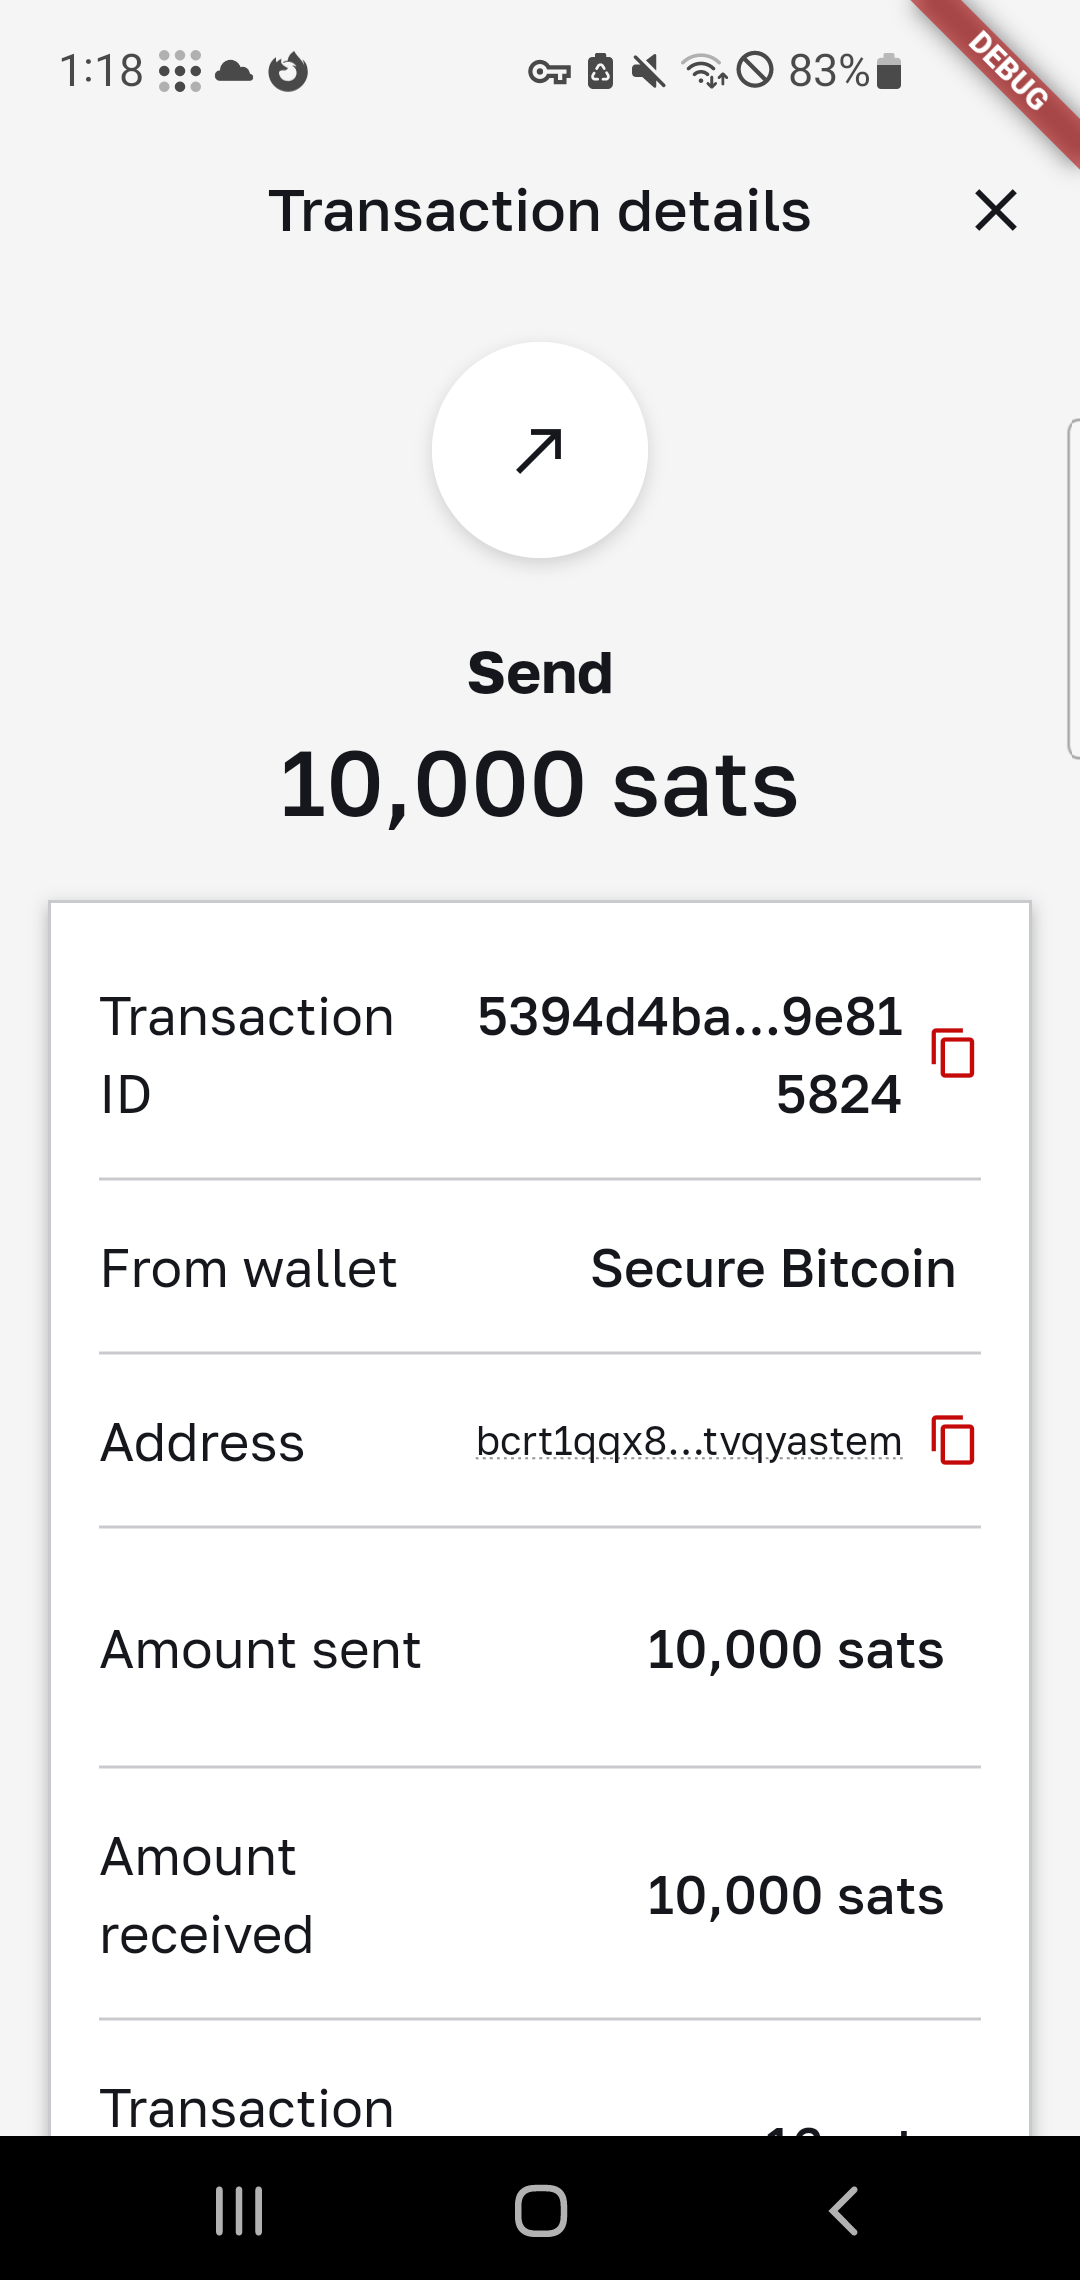 1:18
83%
DEBUG
Transaction details
Send
10,000 sats
Transaction ID
5394d4ba...9e81
5824
From wallet
Secure Bitcoin
Address
bcrt1qqx8...tvqyastem
Amount sent
10,000 sats
Amount received
10,000 sats
Transaction